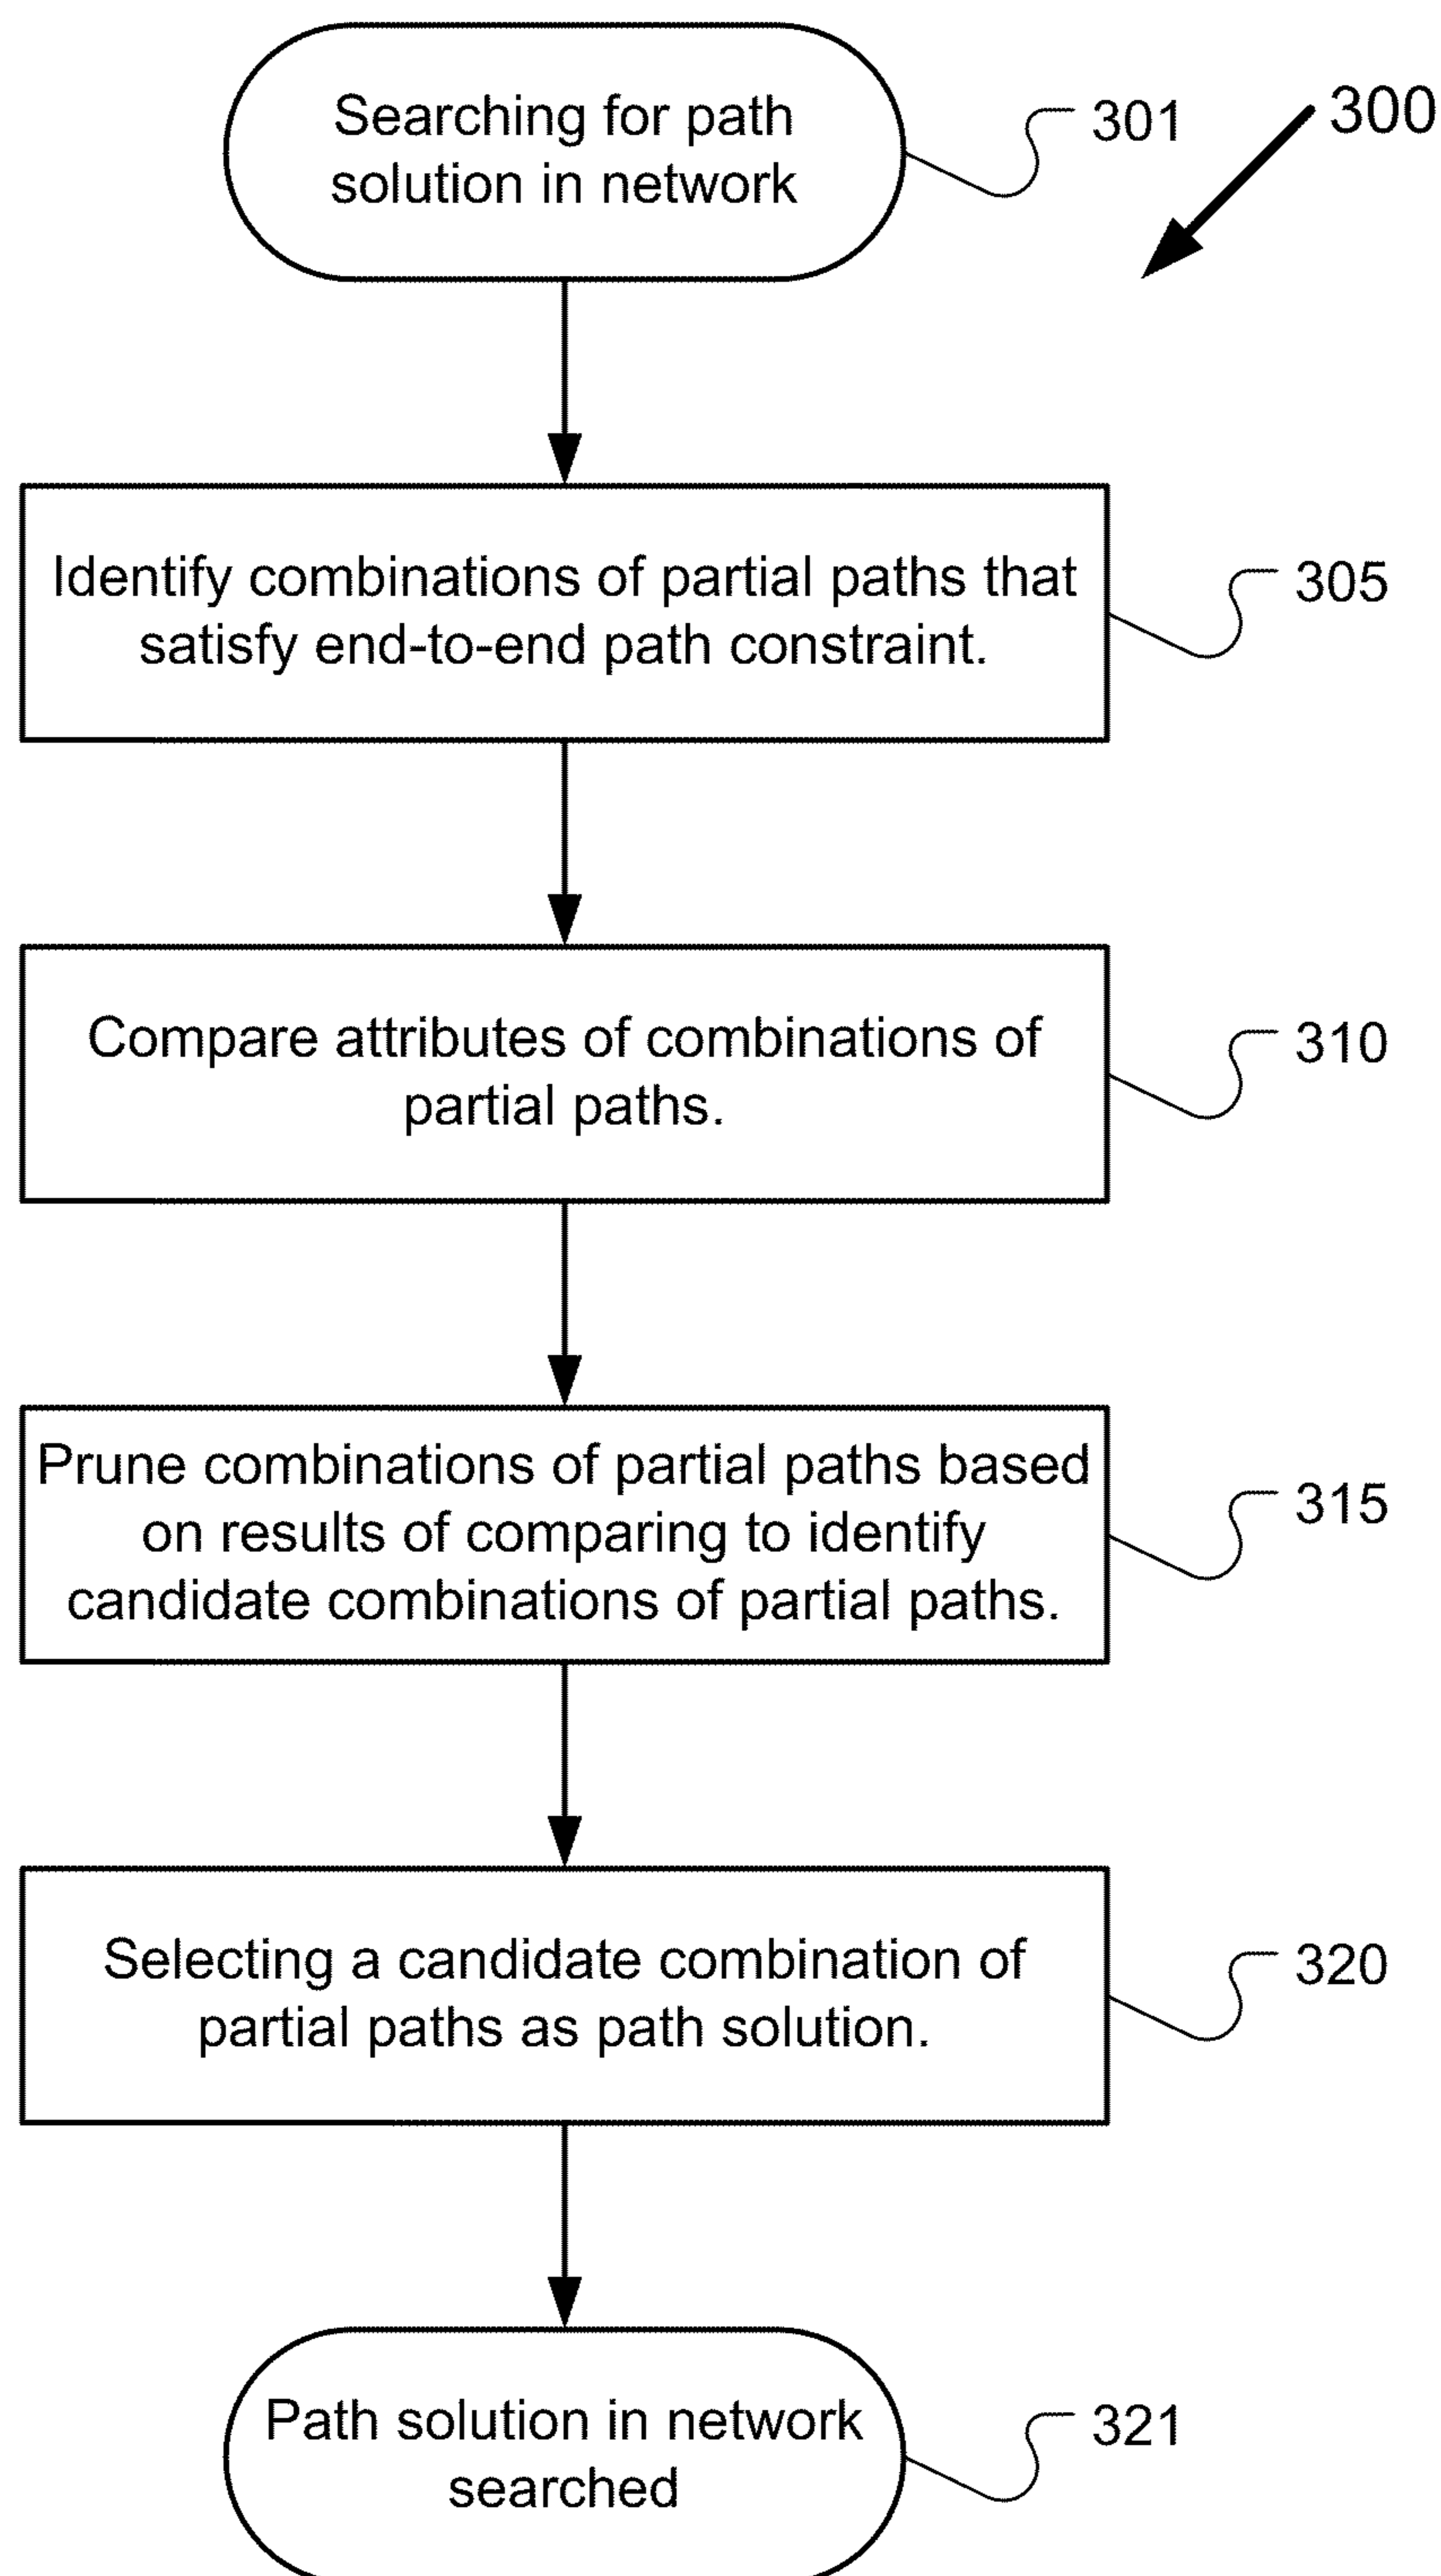 Searching for path
solution in network
301
300
Identify combinations of partial paths that
satisfy end-to-end path constraint.
305
Compare attributes of combinations of
partial paths.
310
Prune combinations of partial paths based
on results of comparing to identify
candidate combinations of partial paths.
315
Selecting a candidate combination of
partial paths as path solution.
320
Path solution in network
searched
321